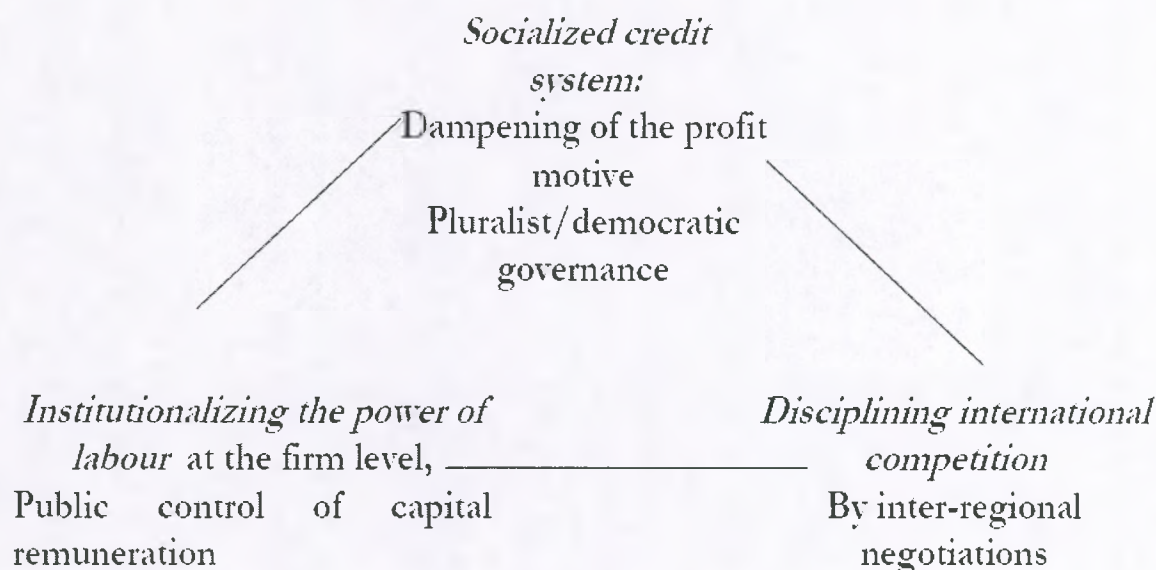 Socialized credit
system:
Dampening of the profit
motive
Pluralist/democratic
governance
Institutionalizing the power of
labour at the firm level,
Public control of capital
remuneration
Disciplining international
competition
By inter-regional
negotiations